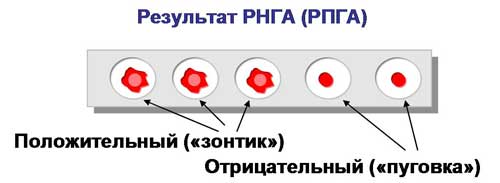 Результат РНГА (РПГА)
Положительный («зонтик»)
Отрицательный («пуговка»)